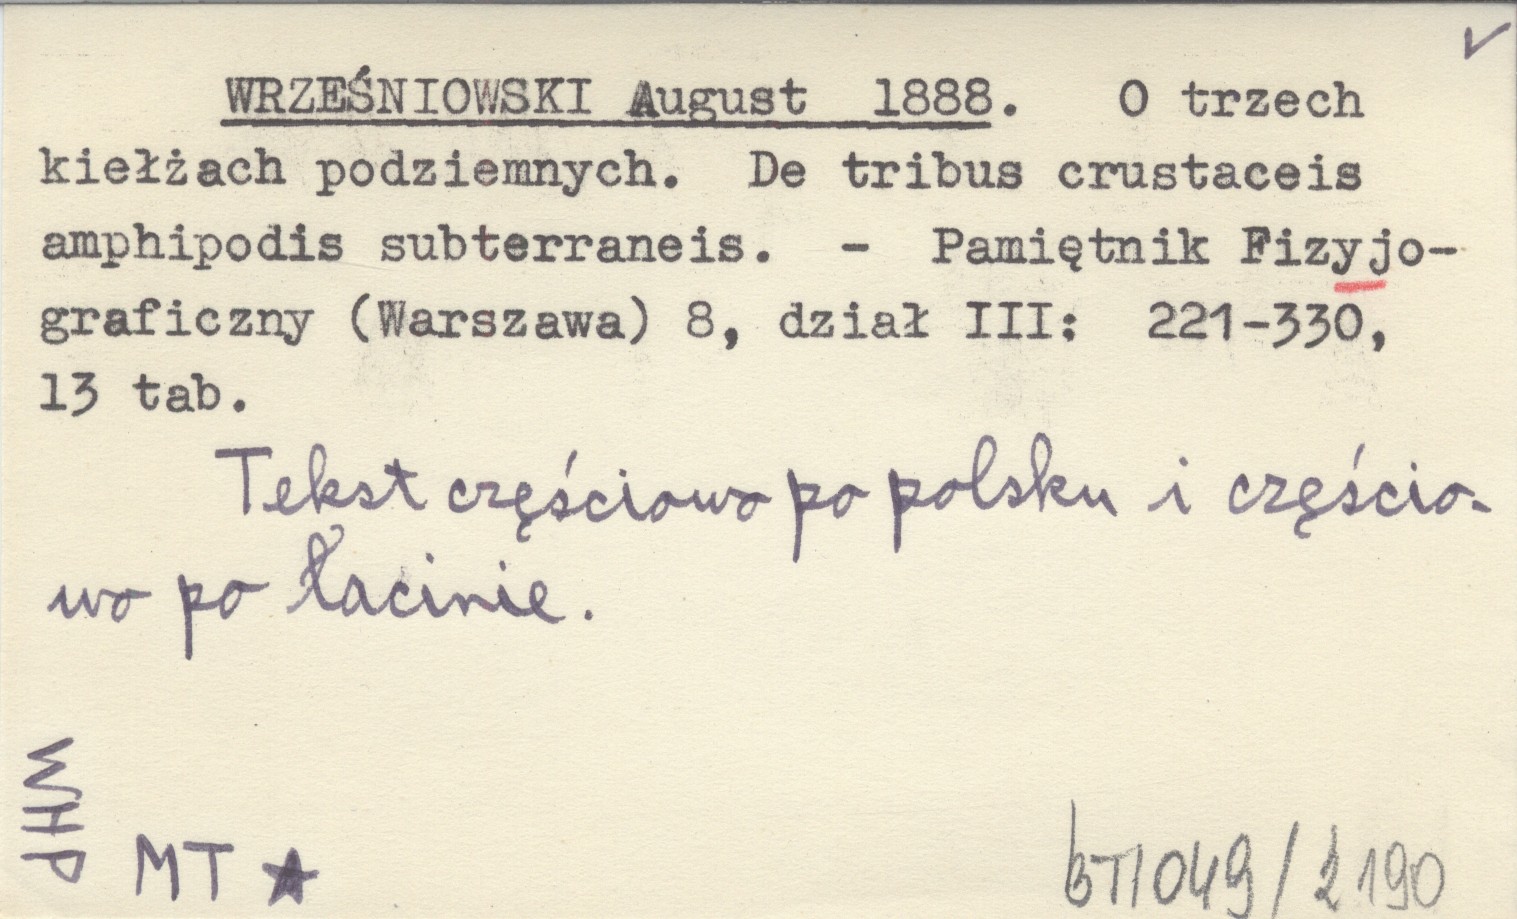 WRZEŚNIOWSKI August 1888. O trzech
kiełżach podziemnych. De tribus crustaceis
amphipodis subterraneis. - Pamiętnik Fizyjo-
graficzny (Warszawa) 8, dział III: 221-330,
13 tab.
Tekst częściowo po polsku i częścio-
wo po łacinie.
WHP
MT
049/2190